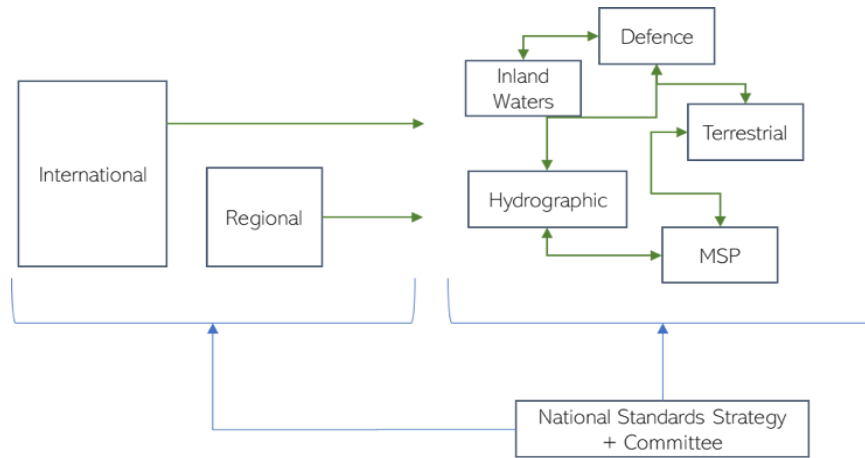 Defence
Inland
Waters
Terrestrial
International
Hydrographic
Regional
MSP
National Standards Strategy
+ Committee